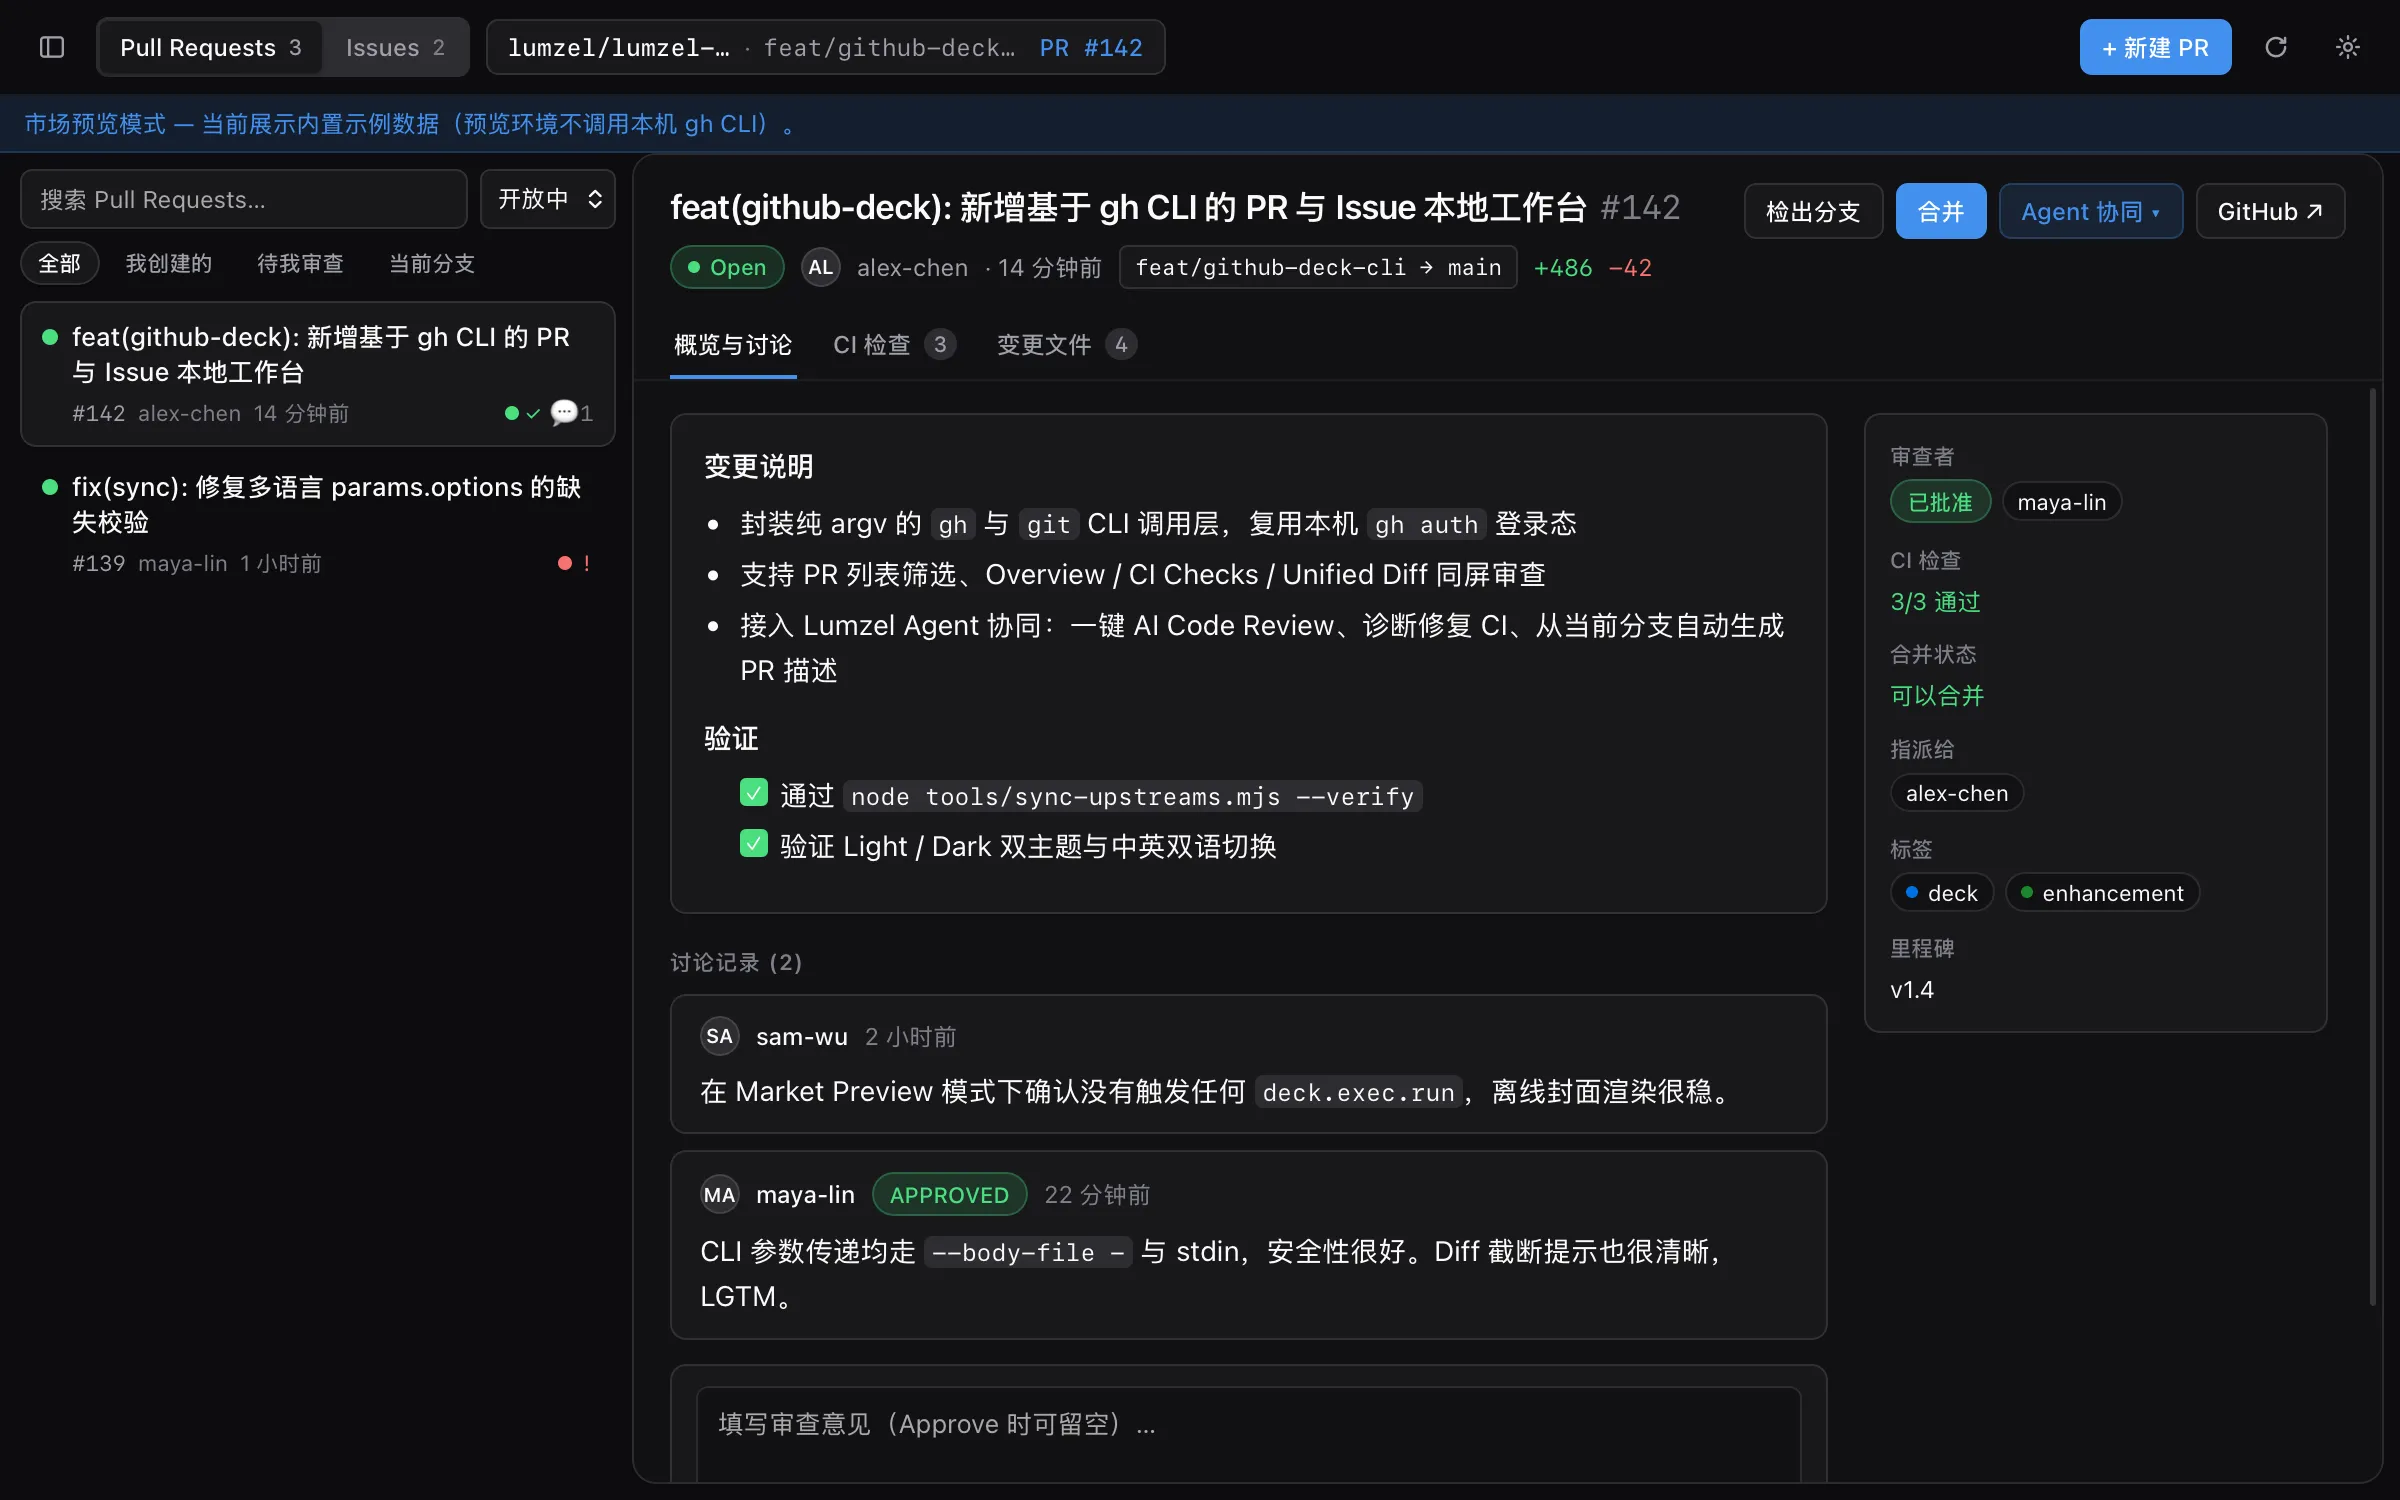 Pull Requests 3
Issues 2
lumzel/lumzel-… · feat/github-deck… PR #142
+ 新建 PR
市场预览模式 — 当前展示内置示例数据（预览环境不调用本机 gh CLI）。
搜索 Pull Requests…
开放中
全部 我创建的 待我审查 当前分支
feat(github-deck): 新增基于 gh CLI 的 PR
与 Issue 本地工作台
#142 alex-chen 14 分钟前 ✓ 💬1
fix(sync): 修复多语言 params.options 的缺
失校验
#139 maya-lin 1 小时前 !
feat(github-deck): 新增基于 gh CLI 的 PR 与 Issue 本地工作台 #142
检出分支 合并 Agent 协同 ▾ GitHub ↗
Open AL alex-chen · 14 分钟前 feat/github-deck-cli → main +486 −42
概览与讨论 CI 检查 3 变更文件 4
变更说明
• 封装纯 argv 的 gh 与 git CLI 调用层，复用本机 gh auth 登录态
• 支持 PR 列表筛选、Overview / CI Checks / Unified Diff 同屏审查
• 接入 Lumzel Agent 协同：一键 AI Code Review、诊断修复 CI、从当前分支自动生成
PR 描述
验证
✅ 通过 node tools/sync-upstreams.mjs --verify
✅ 验证 Light / Dark 双主题与中英双语切换
讨论记录 (2)
SA sam-wu 2 小时前
在 Market Preview 模式下确认没有触发任何 deck.exec.run，离线封面渲染很稳。
MA maya-lin APPROVED 22 分钟前
CLI 参数传递均走 --body-file - 与 stdin，安全性很好。Diff 截断提示也很清晰，
LGTM。
填写审查意见（Approve 时可留空）…
审查者
已批准 maya-lin
CI 检查
3/3 通过
合并状态
可以合并
指派给
alex-chen
标签
deck enhancement
里程碑
v1.4